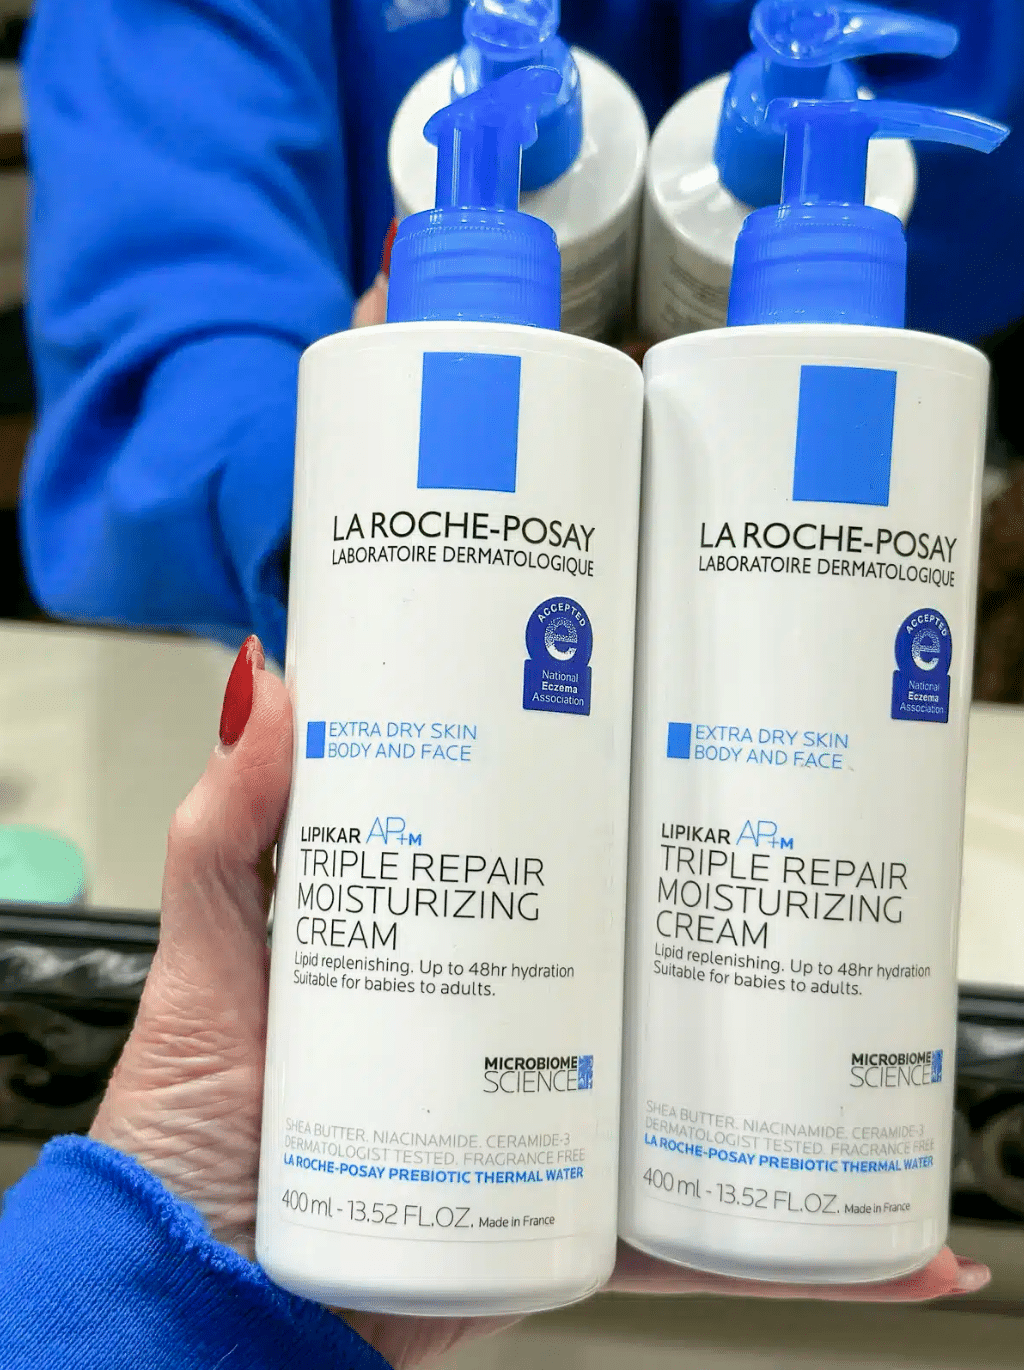 LA ROCHE-POSAY
LABORATOIRE DERMATOLOGIQUE
ACCEPTED
e
National
Eczema
Association
EXTRA DRY SKIN
BODY AND FACE
LIPIKAR AP+M
TRIPLE REPAIR
MOISTURIZING
CREAM
Lipid replenishing. Up to 48hr hydration
Suitable for babies to adults.
MICROBIOME
SCIENCE
SHEA BUTTER. NIACINAMIDE. CERAMIDE-3
DERMATOLOGIST TESTED. FRAGRANCE FREE
LA ROCHE-POSAY PREBIOTIC THERMAL WATER
400 ml - 13.52 FL.OZ. Made in France
LA ROCHE-POSAY
LABORATOIRE DERMATOLOGIQUE
ACCEPTED
e
National
Eczema
Association
EXTRA DRY SKIN
BODY AND FACE
LIPIKAR AP+M
TRIPLE REPAIR
MOISTURIZING
CREAM
Lipid replenishing. Up to 48hr hydration
Suitable for babies to adults.
MICROBIOME
SCIENCE
SHEA BUTTER. NIACINAMIDE. CERAMIDE-3
DERMATOLOGIST TESTED. FRAGRANCE FREE
LA ROCHE-POSAY PREBIOTIC THERMAL WATER
400 ml - 13.52 FL.OZ. Made in France